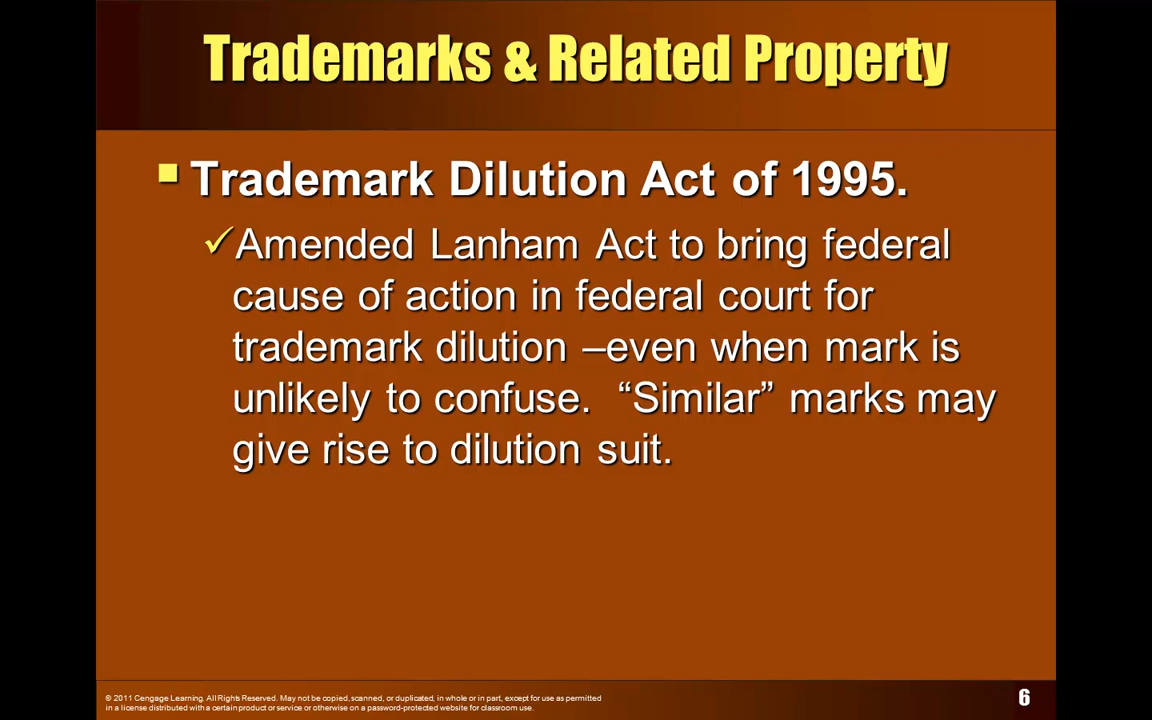 Trademarks & Related Property
Trademark Dilution Act of 1995.
Amended Lanham Act to bring federal
cause of action in federal court for
trademark dilution –even when mark is
unlikely to confuse. “Similar” marks may
give rise to dilution suit.
© 2011 Cengage Learning. All Rights Reserved. May not be copied, scanned, or duplicated, in whole or in part, except for use as permitted
in a license distributed with a certain product or service or otherwise on a password-protected website for classroom use.
6